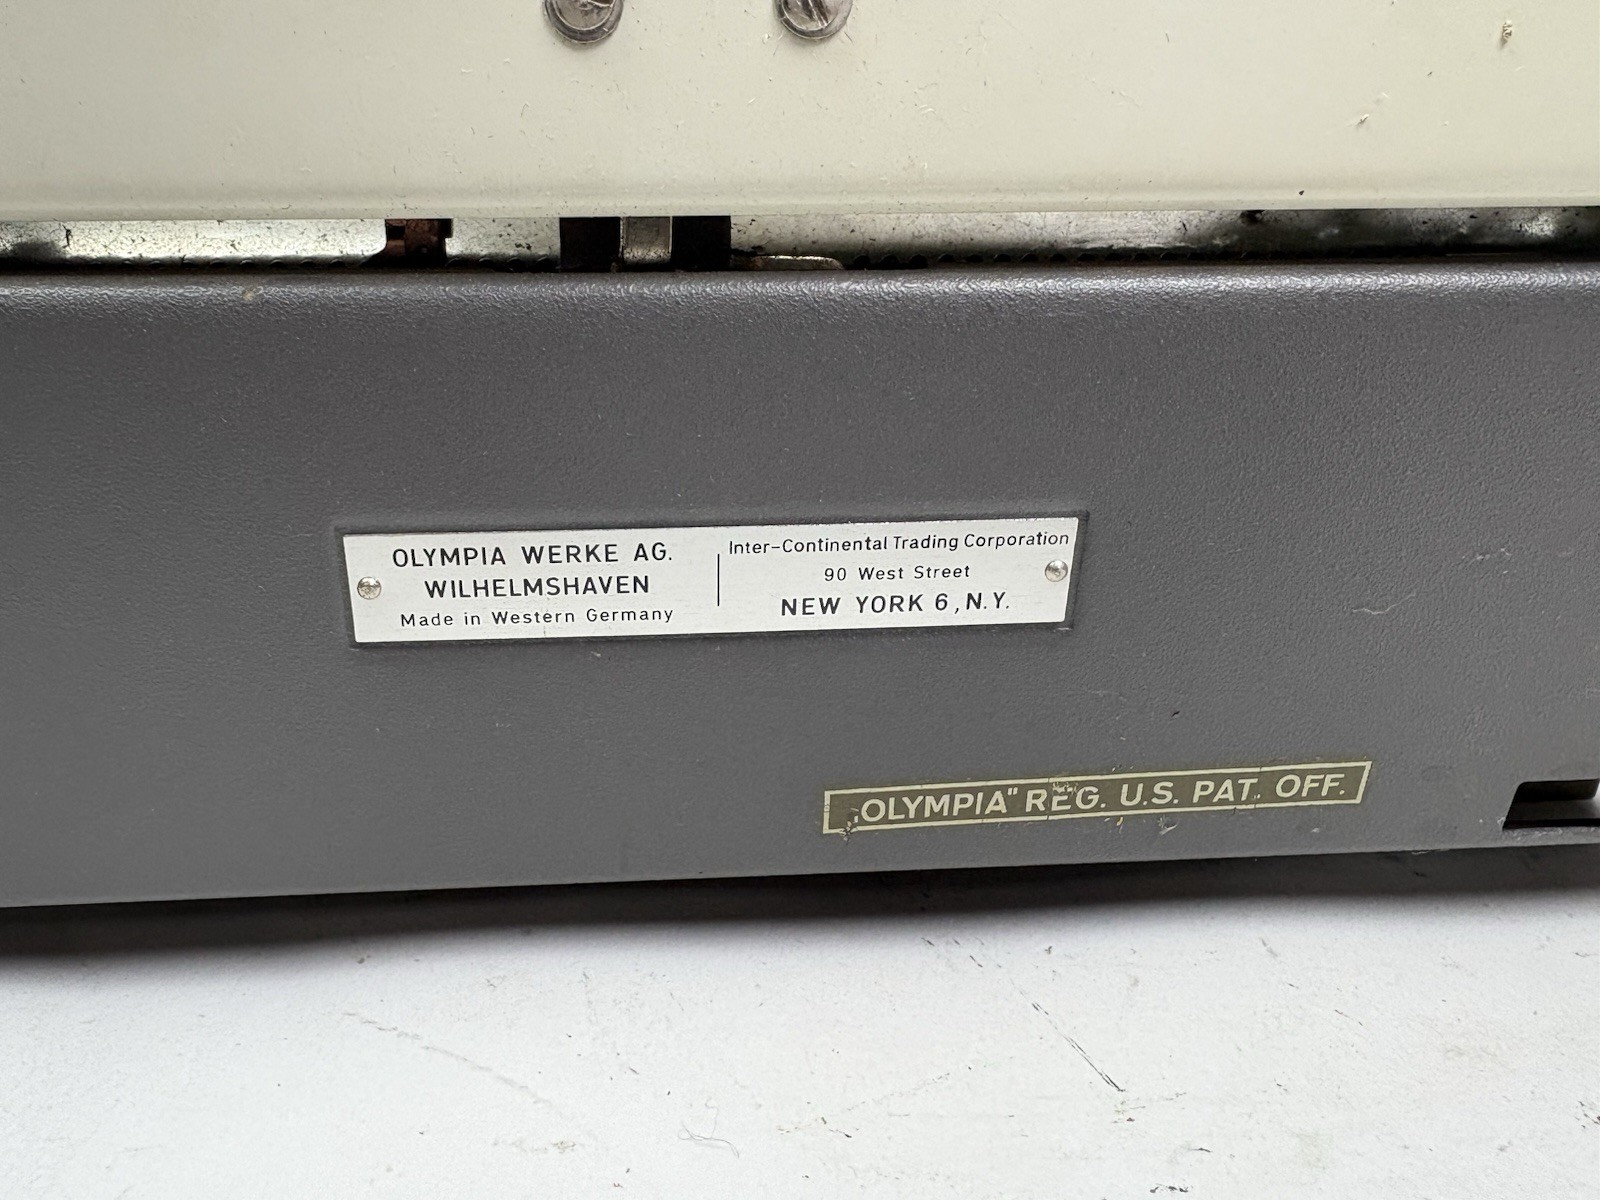 OLYMPIA WERKE AG.
WILHELMSHAVEN
Made in Western Germany
Inter-Continental Trading Corporation
90 West Street
NEW YORK 6, N.Y.
„OLYMPIA" REG. U.S. PAT. OFF.